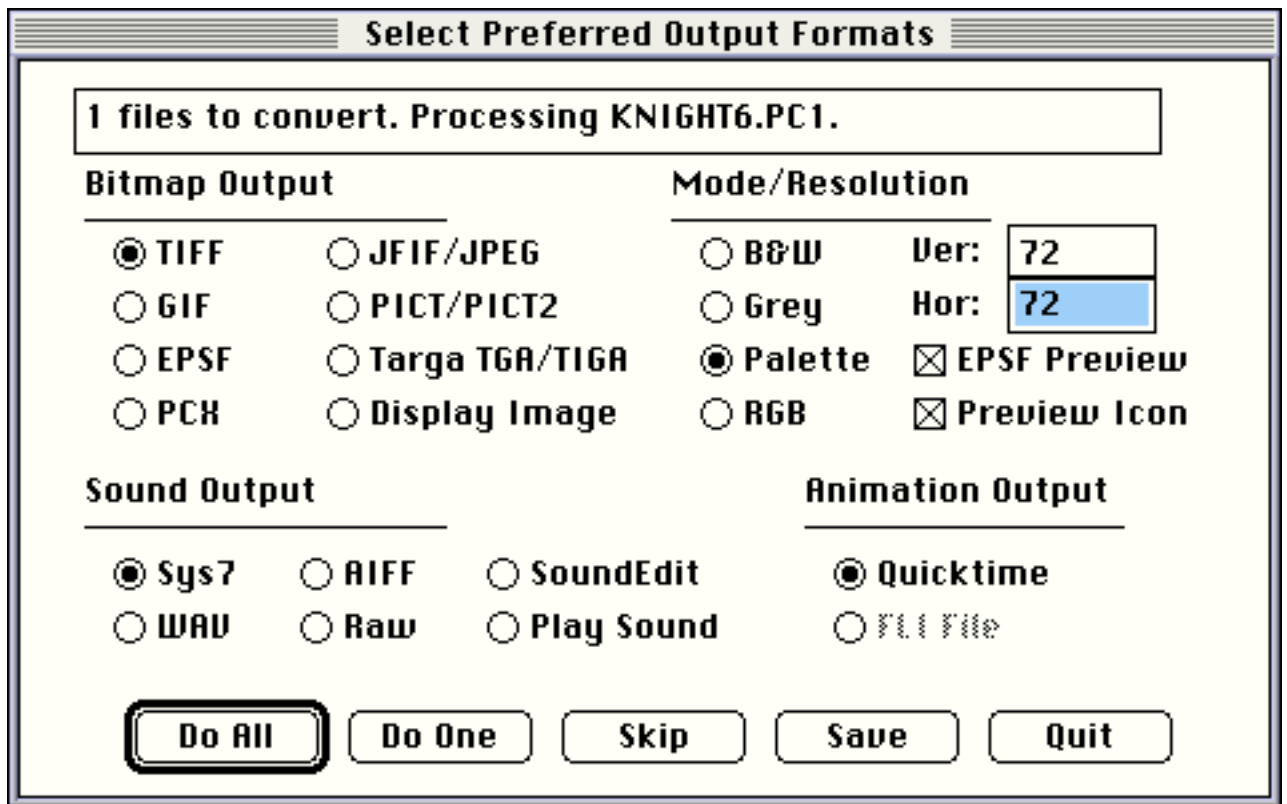 Select Preferred Output Formats
1 files to convert. Processing KNIGHT6.PC1.
Bitmap Output Mode/Resolution
TIFF JFIF/JPEG B&W Ver: 72
GIF PICT/PICT2 Grey Hor: 72
EPSF Targa TGA/TIGA Palette EPSF Preview
PCX Display Image RGB Preview Icon
Sound Output Animation Output
Sys7 AIFF SoundEdit Quicktime
WAV Raw Play Sound FLI File
Do All Do One Skip Save Quit